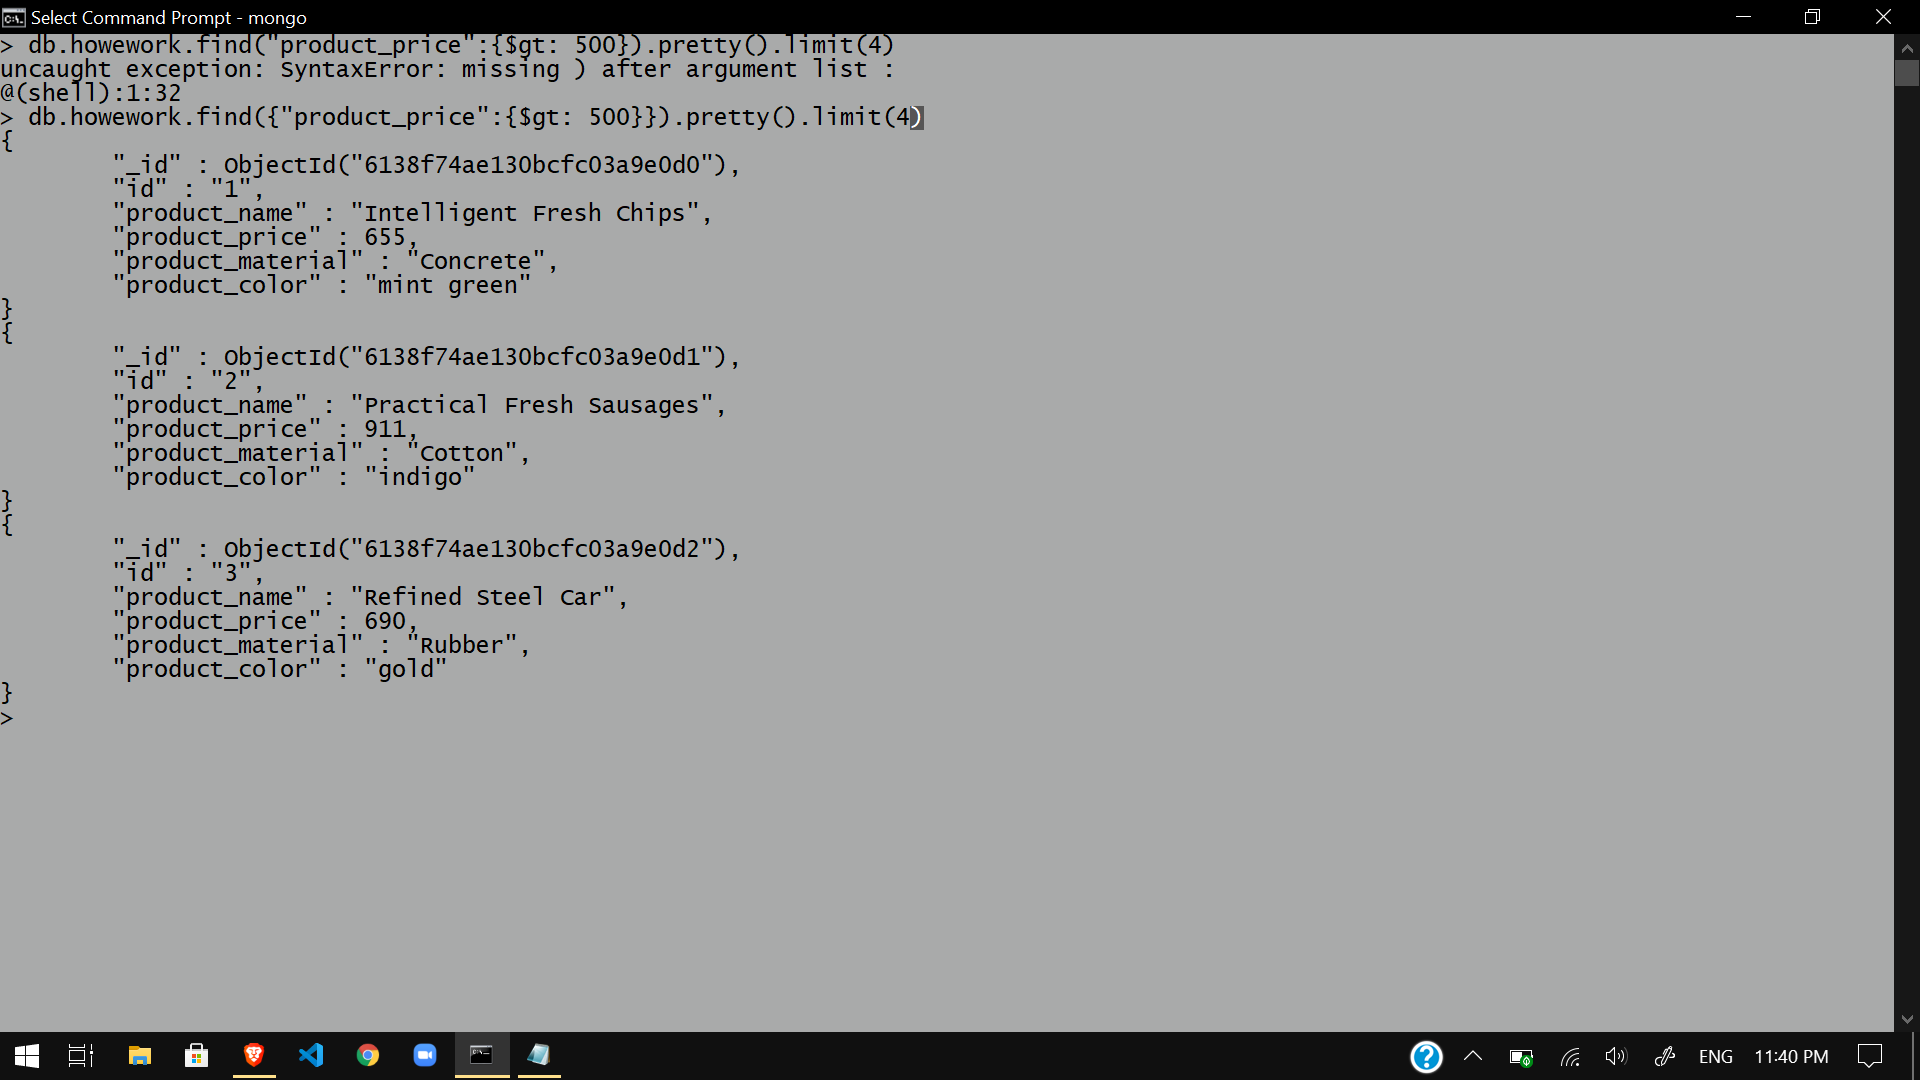 Select Command Prompt - mongo
> db.howework.find("product_price":{$gt: 500}).pretty().limit(4)
uncaught exception: SyntaxError: missing ) after argument list :
@(shell):1:32
> db.howework.find({"product_price":{$gt: 500}}).pretty().limit(4)
{
"_id" : ObjectId("6138f74ae130bcfc03a9e0d0"),
"id" : "1",
"product_name" : "Intelligent Fresh Chips",
"product_price" : 655,
"product_material" : "Concrete",
"product_color" : "mint green"
}
{
"_id" : ObjectId("6138f74ae130bcfc03a9e0d1"),
"id" : "2",
"product_name" : "Practical Fresh Sausages",
"product_price" : 911,
"product_material" : "Cotton",
"product_color" : "indigo"
}
{
"_id" : ObjectId("6138f74ae130bcfc03a9e0d2"),
"id" : "3",
"product_name" : "Refined Steel Car",
"product_price" : 690,
"product_material" : "Rubber",
"product_color" : "gold"
}
>
ENG 11:40 PM